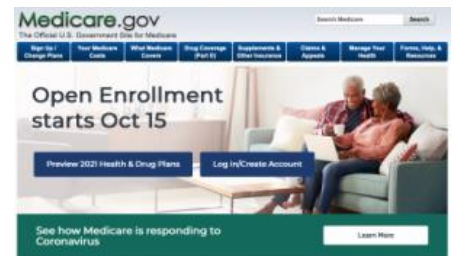 Medicare.gov
The Official U.S. Government Site for Medicare
Search Medicare
Search
Sign Up / Change Plans
Your Medicare Costs
What Medicare Covers
Drug Coverage (Part D)
Supplements & Other Insurance
Claims & Appeals
Manage Your Health
Forms, Help, & Resources
Open Enrollment
starts Oct 15
Preview 2021 Health & Drug Plans
Log in/Create Account
See how Medicare is responding to
Coronavirus
Learn More